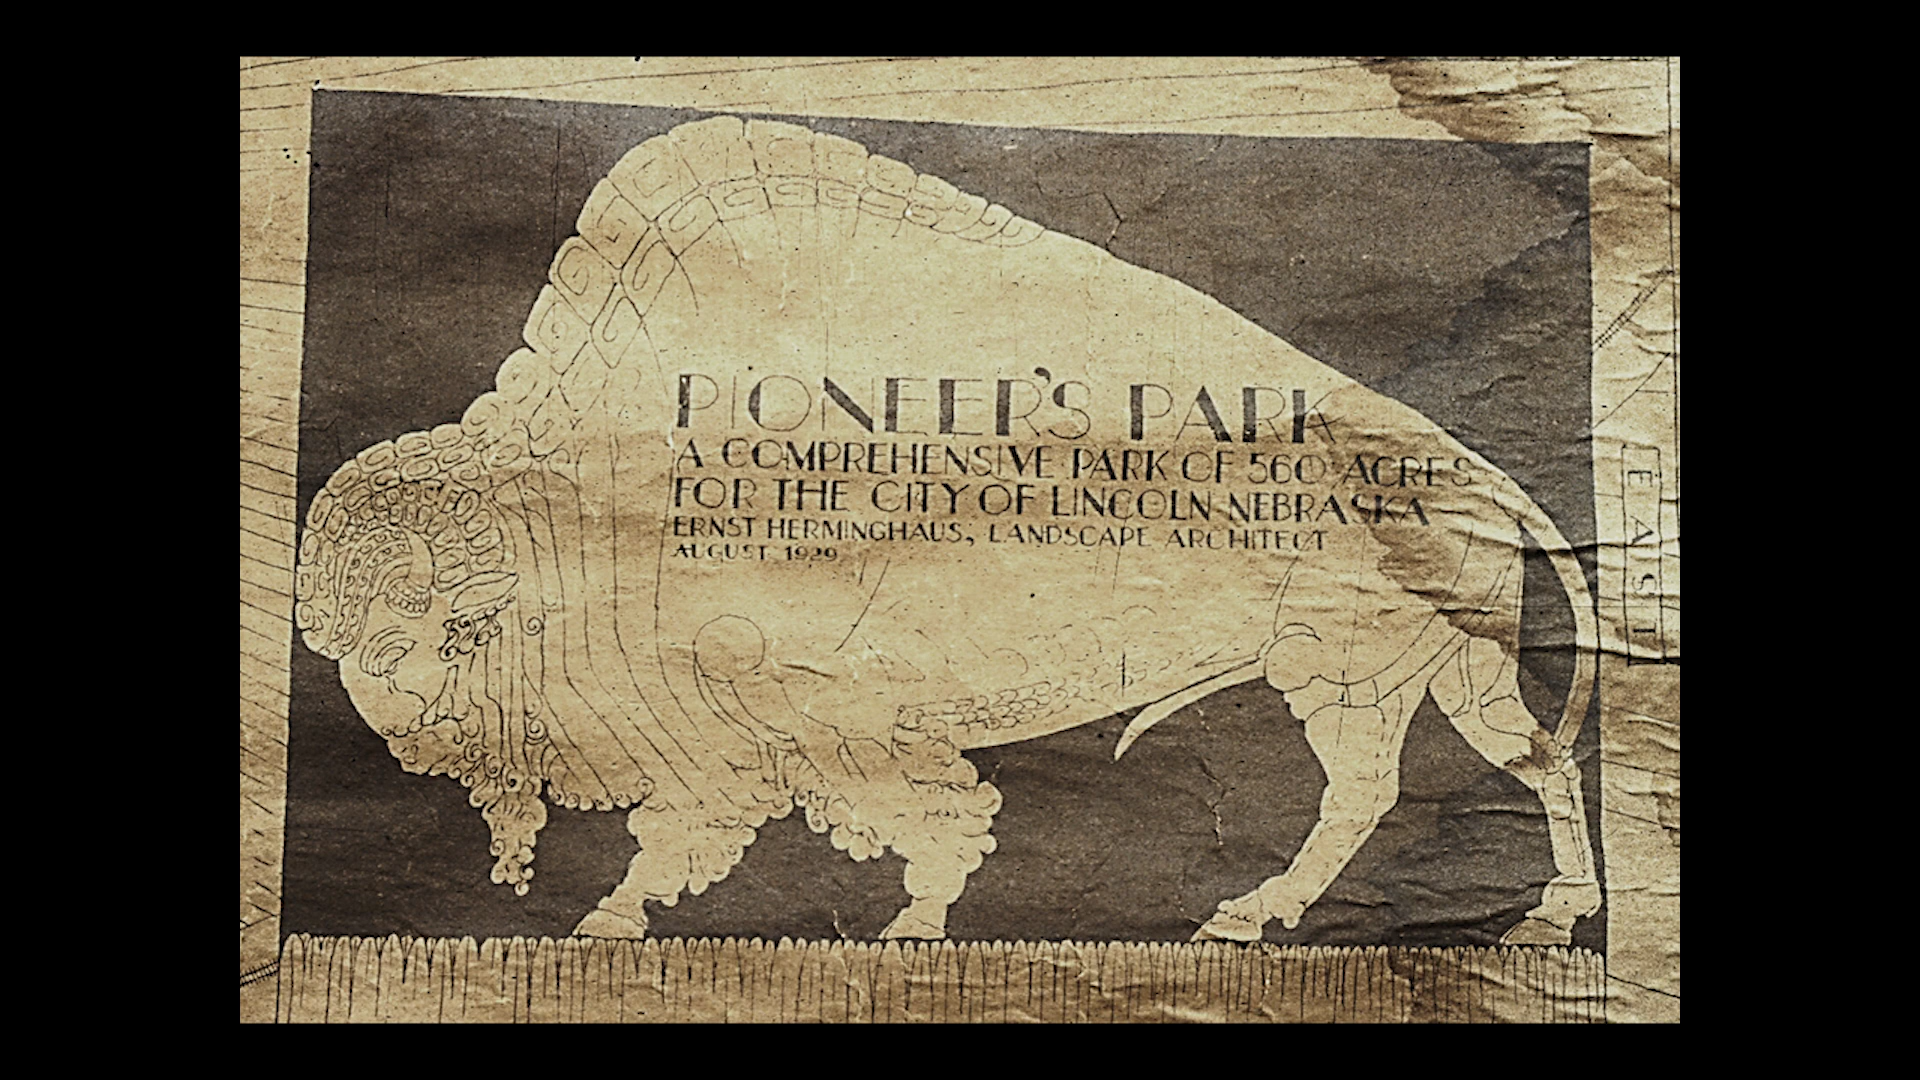 PIONEER'S PARK
A COMPREHENSIVE PARK OF 560 ACRES
FOR THE CITY OF LINCOLN NEBRASKA
ERNST HERMINGHAUS, LANDSCAPE ARCHITECT
AUGUST 1929
EAST